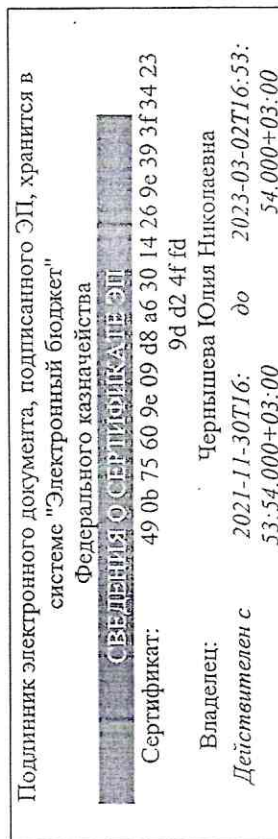 Подлинник электронного документа, подписанного ЭП, хранится в
системе "Электронный бюджет"
Федерального казначейства
СВЕДЕНИЯ О СЕРТИФИКАТЕ ЭП
Сертификат: 49 0b 75 60 9e 09 d8 a6 30 14 26 9e 39 3f 34 23
9d d2 4f fd
Владелец: Чернышева Юлия Николаевна
Действителен с 2021-11-30T16: до 2023-03-02T16:53:
53:54.000+03:00 54.000+03:00